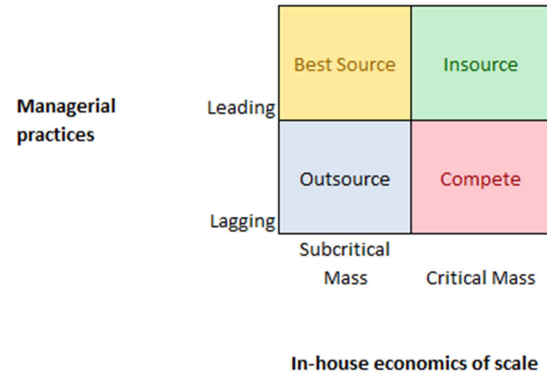 Best Source
Insource
Managerial
practices
Leading
Outsource
Compete
Lagging
Subcritical
Mass
Critical Mass
In-house economics of scale